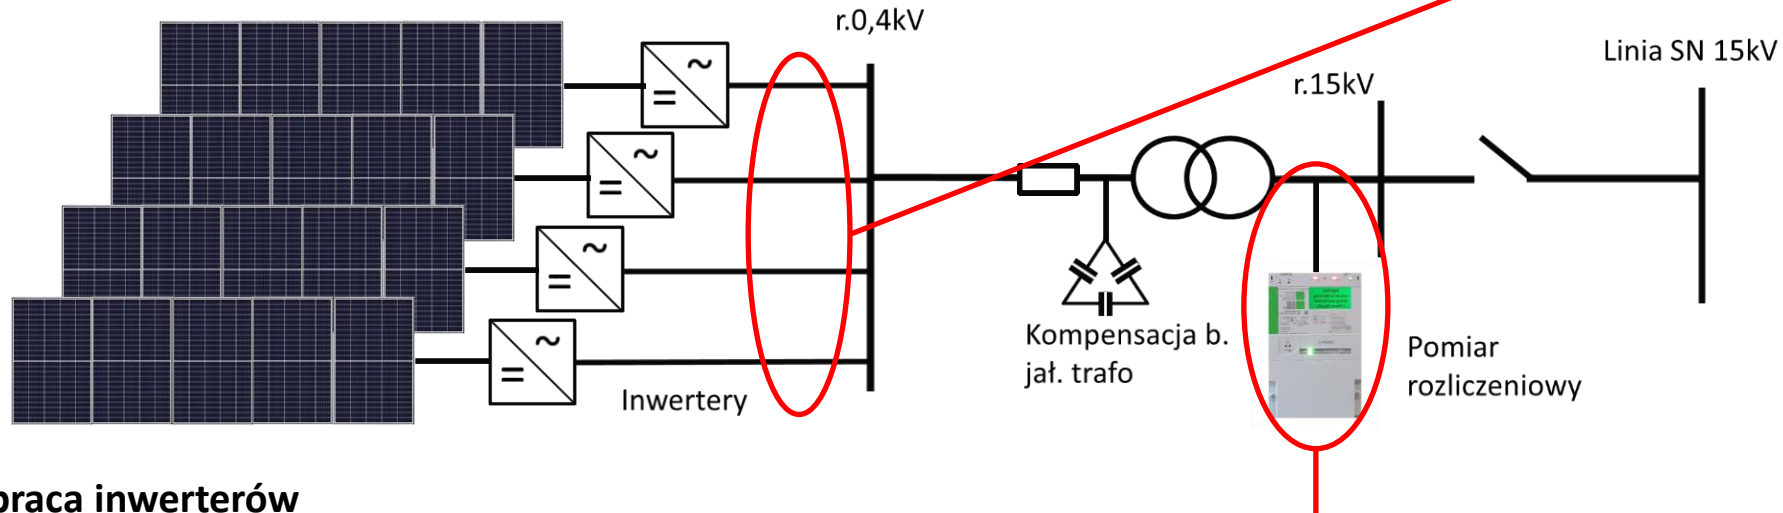 r.0,4kV
Linia SN 15kV
r.15kV
Kompensacja b.
jał. trafo
Pomiar
rozliczeniowy
Inwertery
praca inwerterów